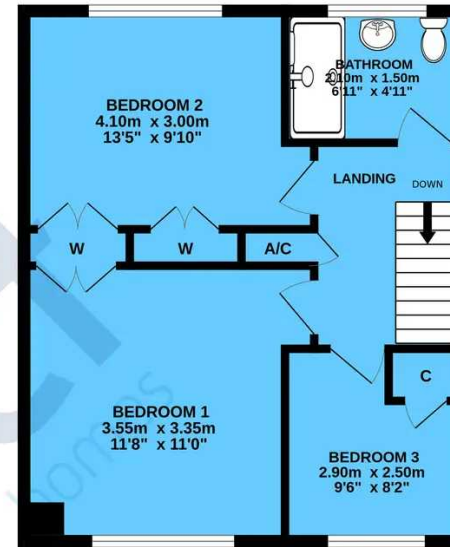 BEDROOM 2
4.10m x 3.00m
13'5" x 9'10"
BATHROOM
2.10m x 1.50m
6'11" x 4'11"
LANDING
DOWN
W
W
A/C
BEDROOM 1
3.55m x 3.35m
11'8" x 11'0"
C
BEDROOM 3
2.90m x 2.50m
9'6" x 8'2"
homes